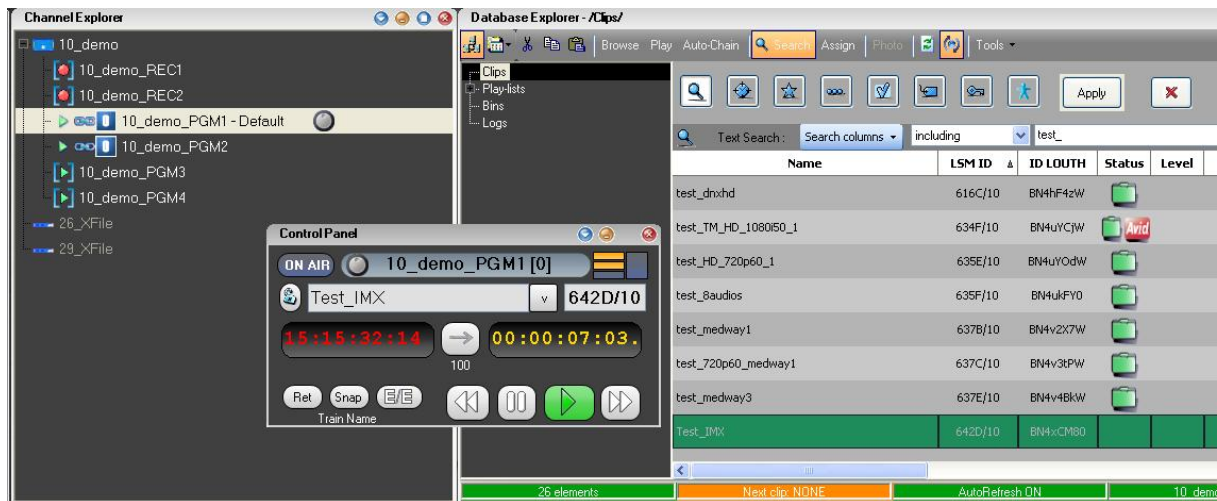 Channel Explorer
10_demo
10_demo_REC1
10_demo_REC2
10_demo_PGM1 - Default
10_demo_PGM2
10_demo_PGM3
10_demo_PGM4
26_XFile
29_XFile
Control Panel
ON AIR 10_demo_PGM1 [0]
Test_IMX v 642D/10
15:15:32:14 00:00:07:03.
100
Ret Snap E/E
Train Name
Database Explorer - /Clips/
Browse Play Auto-Chain Search Assign Photo Tools
Clips
Play-lists
Bins
Logs
Apply
Text Search : Search columns including test_
Name LSM ID ID LOUTH Status Level
test_dnxhd 616C/10 BN4hF4zW
test_TM_HD_1080I50_1 634F/10 BN4uYCjW Avid
test_HD_720p60_1 635E/10 BN4uYOdW
test_8audios 635F/10 BN4ukFY0
test_medway1 637B/10 BN4v2X7W
test_720p60_medway1 637C/10 BN4v3tPW
test_medway3 637E/10 BN4v4BkW
Test_IMX 642D/10 BN4xCM80
26 elements Next clip: NONE AutoRefresh ON 10_demo